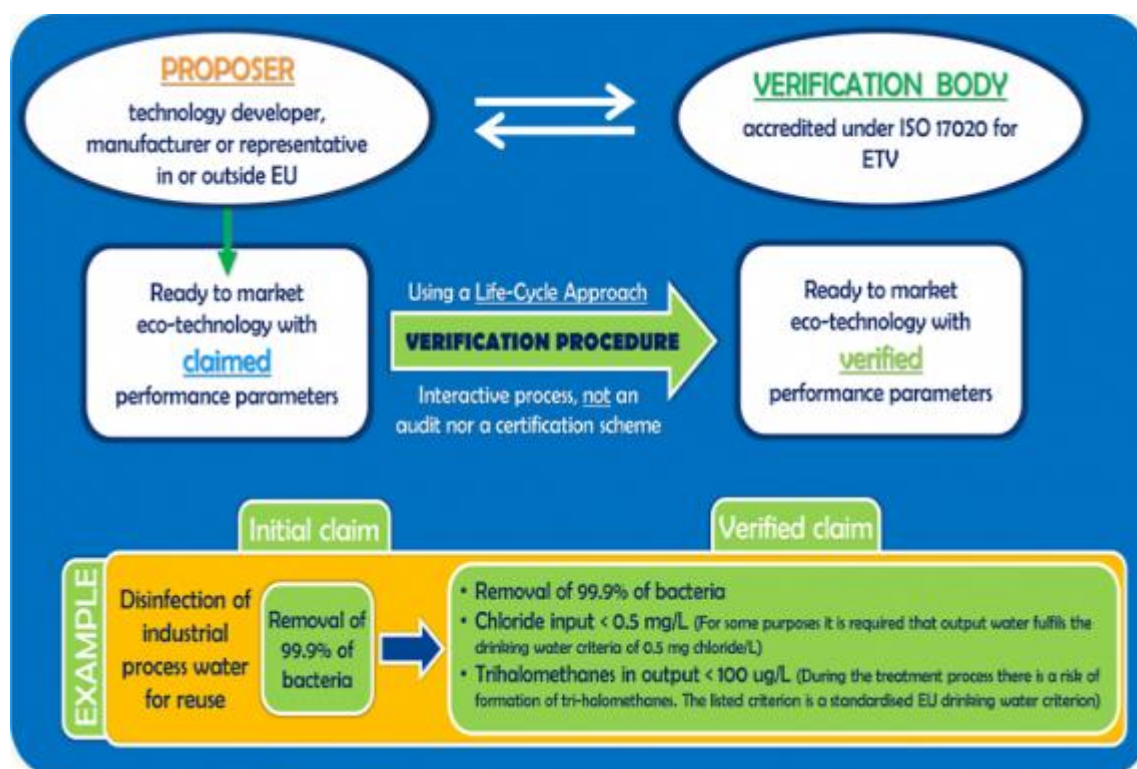 PROPOSER
technology developer,
manufacturer or representative
in or outside EU
VERIFICATION BODY
accredited under ISO 17020 for
ETV
Ready to market
eco-technology with
claimed
performance parameters
Using a Life-Cycle Approach
VERIFICATION PROCEDURE
Interactive process, not an
audit nor a certification scheme
Ready to market
eco-technology with
verified
performance parameters
Initial claim
Verified claim
EXAMPLE
Disinfection of
industrial
process water
for reuse
Removal of
99.9% of
bacteria
• Removal of 99.9% of bacteria
• Chloride input < 0.5 mg/L (For some purposes it is required that output water fulfils the
drinking water criteria of 0.5 mg chloride/L)
• Trihalomethanes in output < 100 ug/L (During the treatment process there is a risk of
formation of tri-halomethanes. The listed criterion is a standardised EU drinking water criterion)